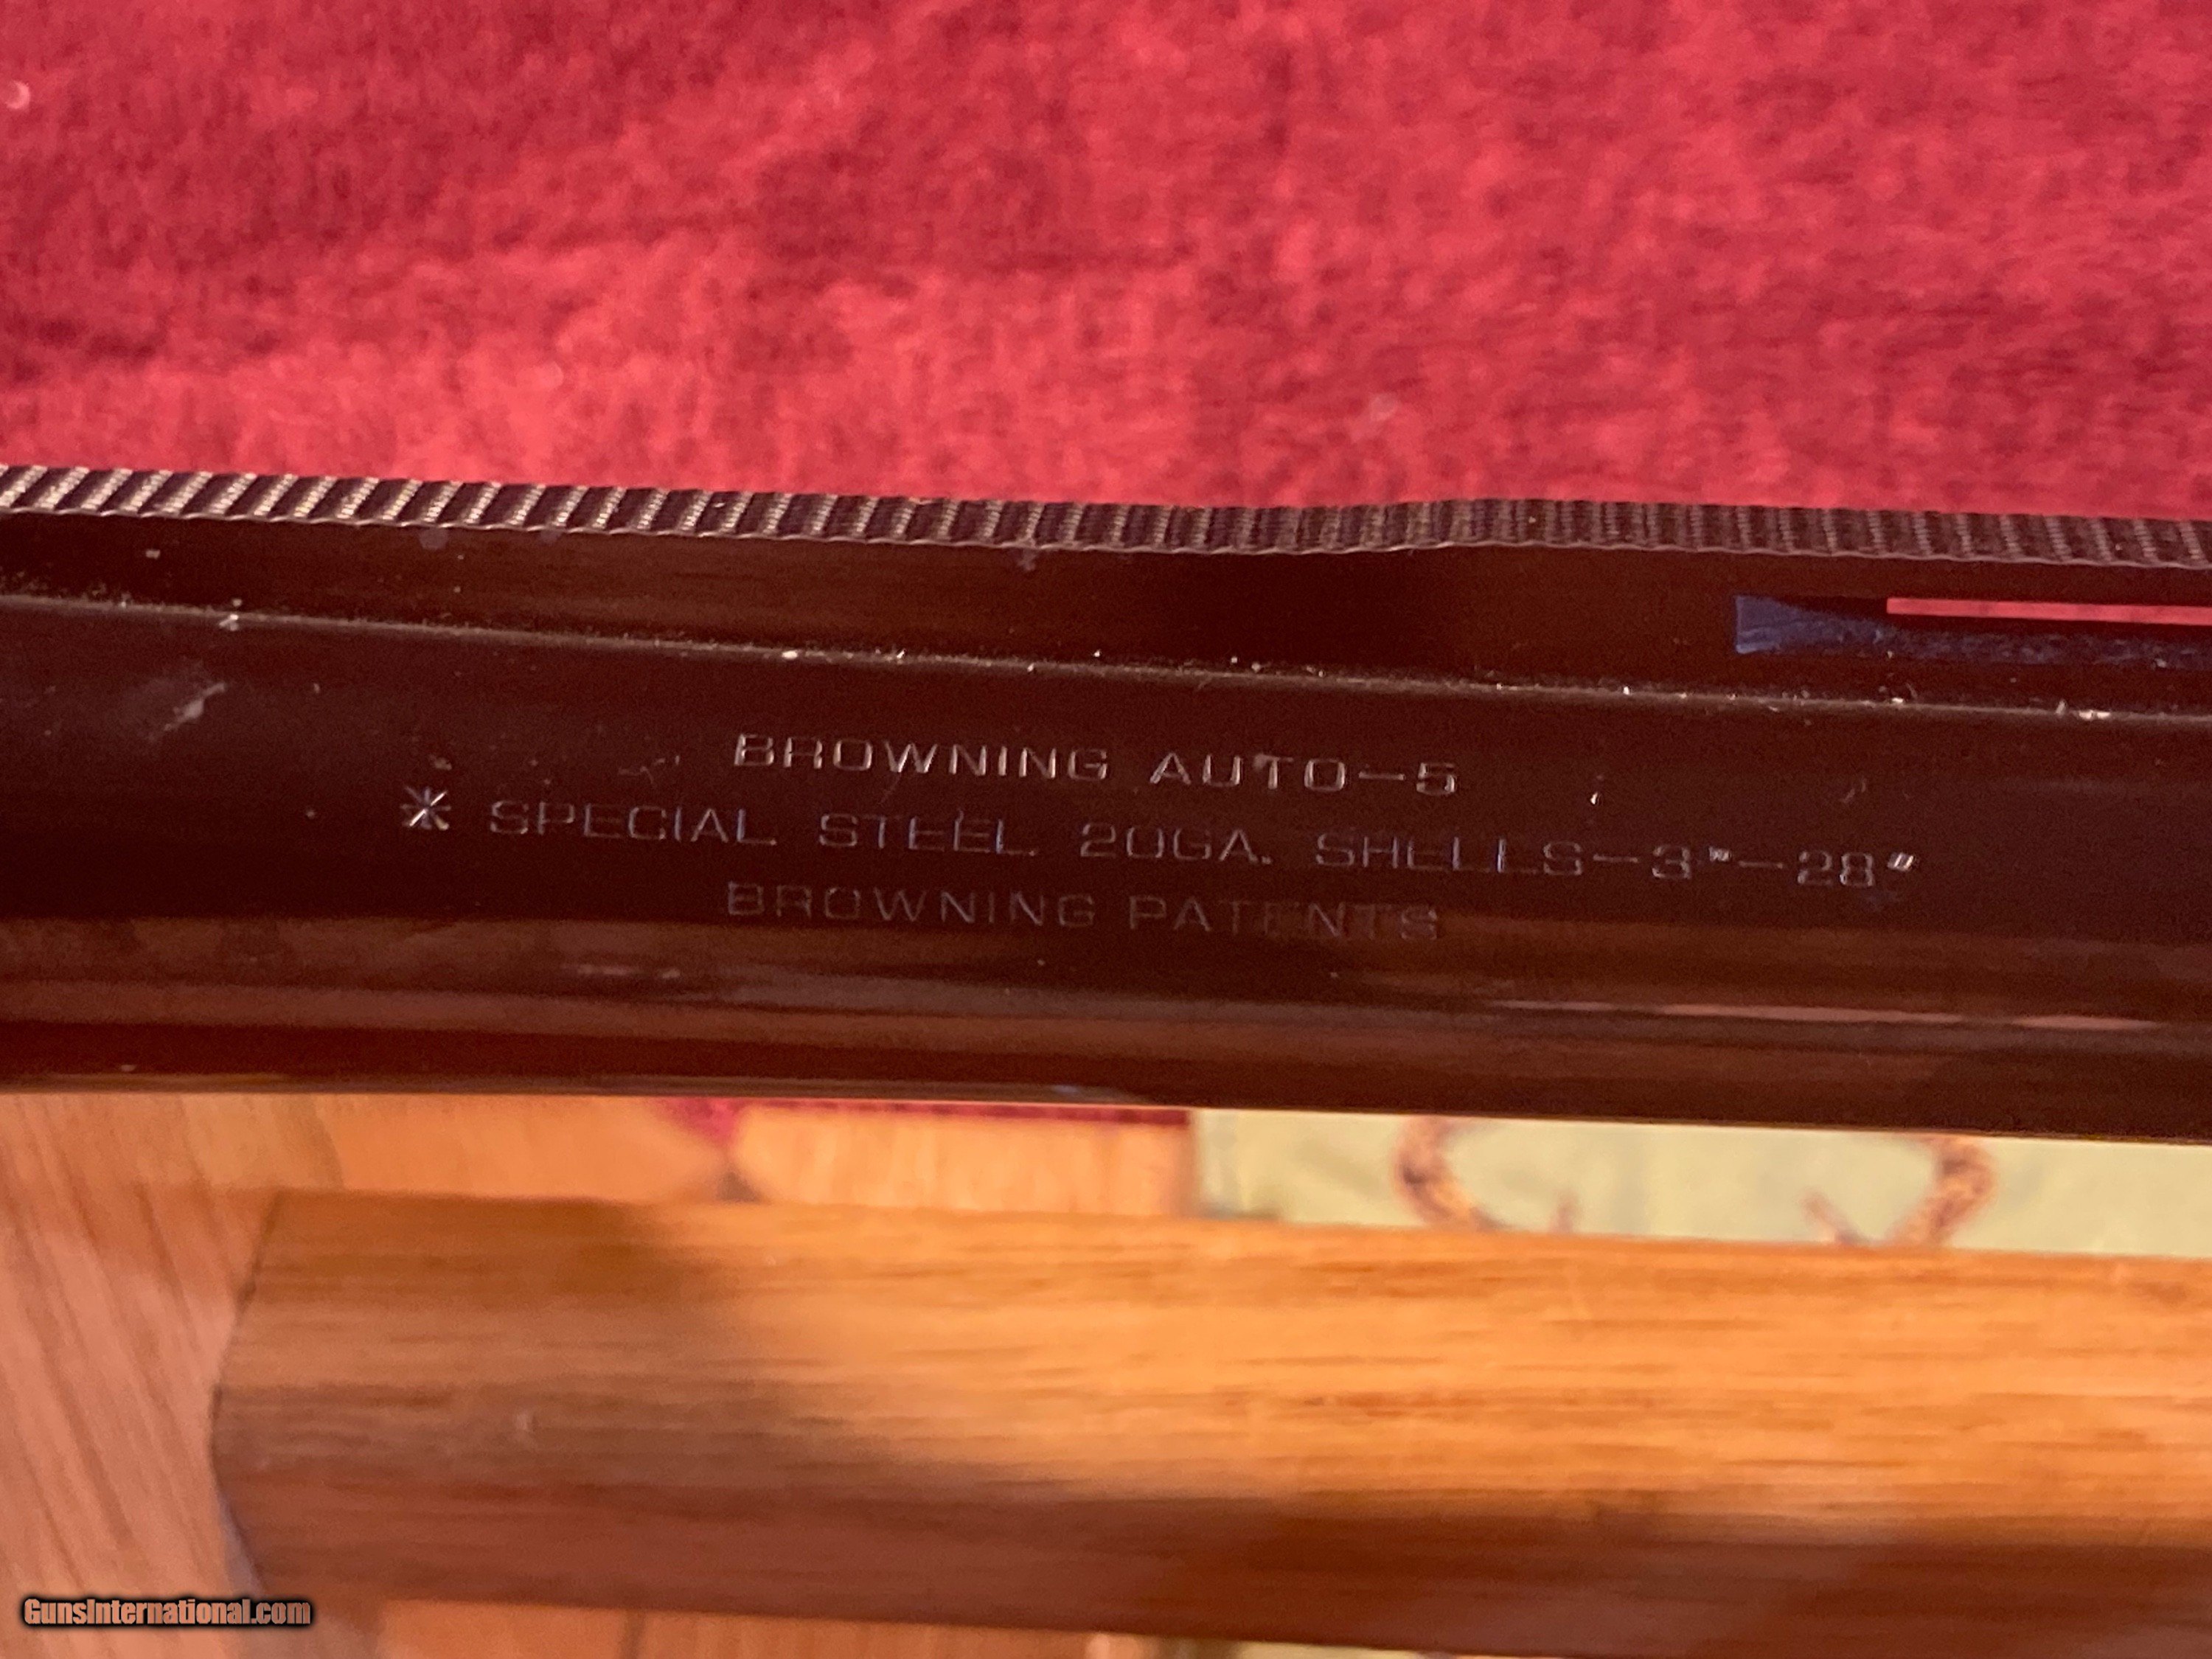 BROWNING AUTO-5
* SPECIAL STEEL 20GA. SHELLS-3"-28"
BROWNING PATENTS
GunsInternational.com